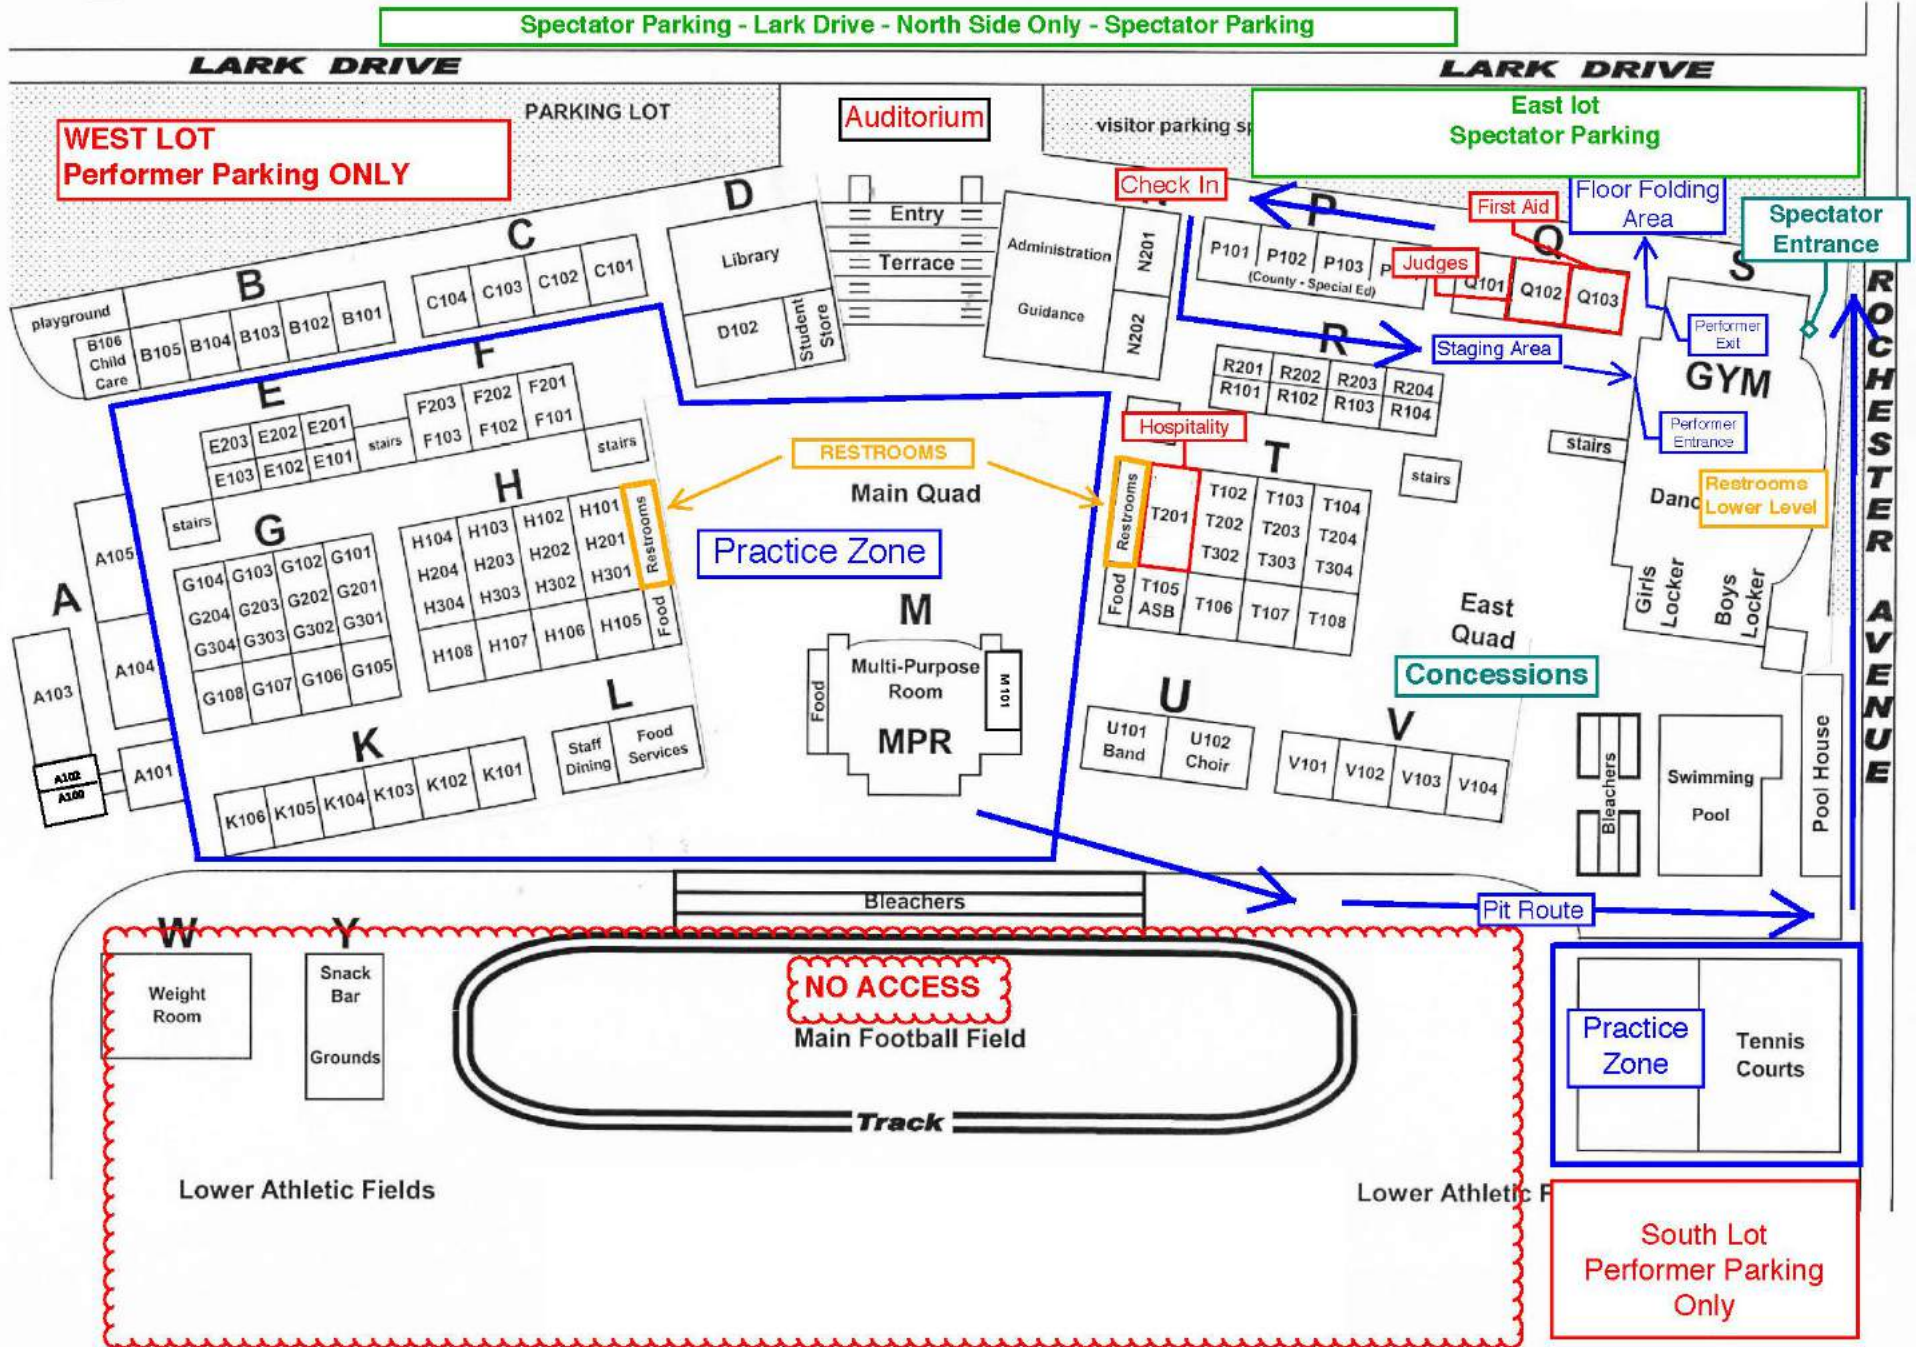 Spectator Parking - Lark Drive - North Side Only - Spectator Parking
LARK DRIVE
LARK DRIVE
PARKING LOT
WEST LOT
Performer Parking ONLY
Auditorium
visitor parking
East lot
Spectator Parking
Check In
P
First Aid
Floor Folding
Area
Spectator
Entrance
B
playground
B106
Child
Care
B105
B104
B103
B102
B101
C
C104
C103
C102
C101
D
Library
D102
Student
Store
Entry
Terrace
Administration
Guidance
N201
N202
P101
P102
P103
P
(County - Special Ed)
Judges
Q
Q101
Q102
Q103
S
Performer
Exit
R
R201
R202
R203
R204
R101
R102
R103
R104
Staging Area
GYM
Performer
Entrance
E
E203
E202
E201
E103
E102
E101
stairs
F
F203
F202
F201
F103
F102
F101
stairs
stairs
RESTROOMS
Main Quad
Practice Zone
Hospitality
Restrooms
T
T201
T102
T103
T104
T202
T203
T204
T302
T303
T304
Food
T105
ASB
T106
T107
T108
stairs
stairs
Restrooms
Lower Level
Girls
Locker
Boys
Locker
ROCHESTER AVENUE
A
A105
A104
A103
A102
A100
A101
G
G104
G103
G102
G101
G204
G203
G202
G201
G304
G303
G302
G301
G108
G107
G106
G105
H
H104
H103
H102
H101
H204
H203
H202
H201
H304
H303
H302
H301
H108
H107
H106
H105
Restrooms
Food
M
Multi-Purpose
Room
MPR
Food
M101
East
Quad
Concessions
K
K106
K105
K104
K103
K102
K101
L
Staff
Dining
Food
Services
U
U101
Band
U102
Choir
V
V101
V102
V103
V104
Bleachers
Swimming
Pool
Pool House
Bleachers
Pit Route
W
Weight
Room
Y
Snack
Bar
Grounds
NO ACCESS
Main Football Field
Track
Practice
Zone
Tennis
Courts
Lower Athletic Fields
Lower Athletic F
South Lot
Performer Parking
Only